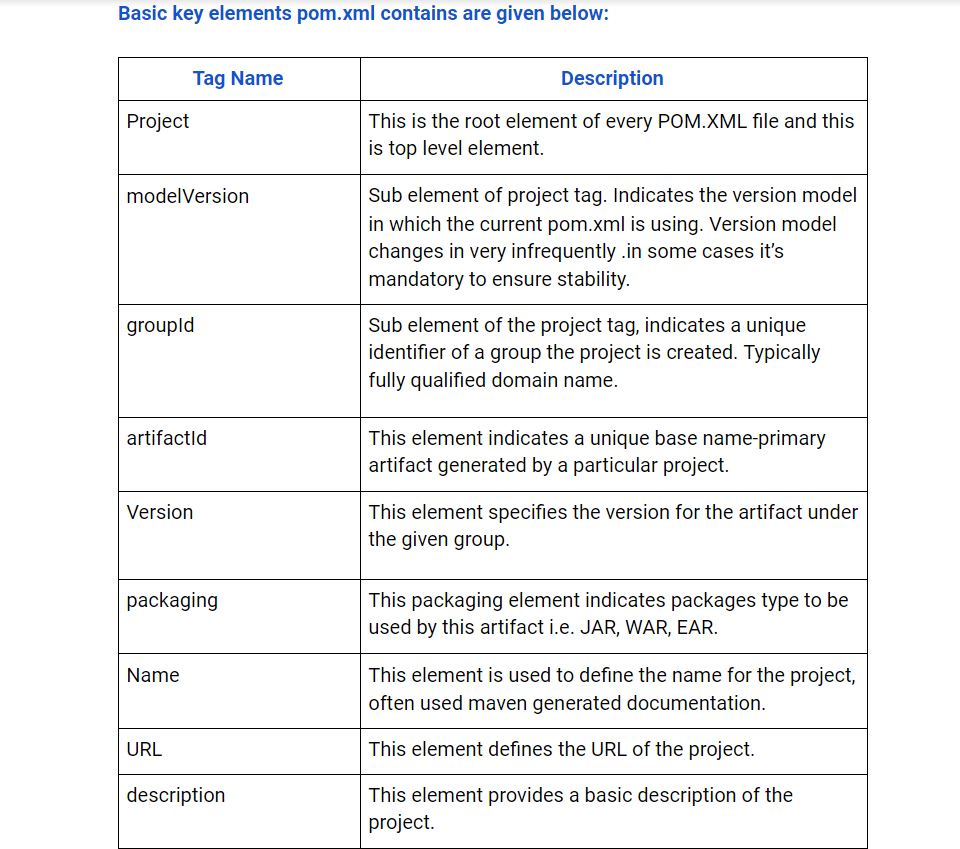 Basic key elements pom.xml contains are given below:
Tag Name
Description
Project
This is the root element of every POM.XML file and this
is top level element.
modelVersion
Sub element of project tag. Indicates the version model
in which the current pom.xml is using. Version model
changes in very infrequently .in some cases it’s
mandatory to ensure stability.
groupId
Sub element of the project tag, indicates a unique
identifier of a group the project is created. Typically
fully qualified domain name.
artifactId
This element indicates a unique base name-primary
artifact generated by a particular project.
Version
This element specifies the version for the artifact under
the given group.
packaging
This packaging element indicates packages type to be
used by this artifact i.e. JAR, WAR, EAR.
Name
This element is used to define the name for the project,
often used maven generated documentation.
URL
This element defines the URL of the project.
description
This element provides a basic description of the
project.